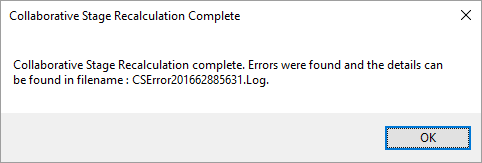 Collaborative Stage Recalculation Complete
Collaborative Stage Recalculation complete. Errors were found and the details can
be found in filename : CSError201662885631.Log.
OK